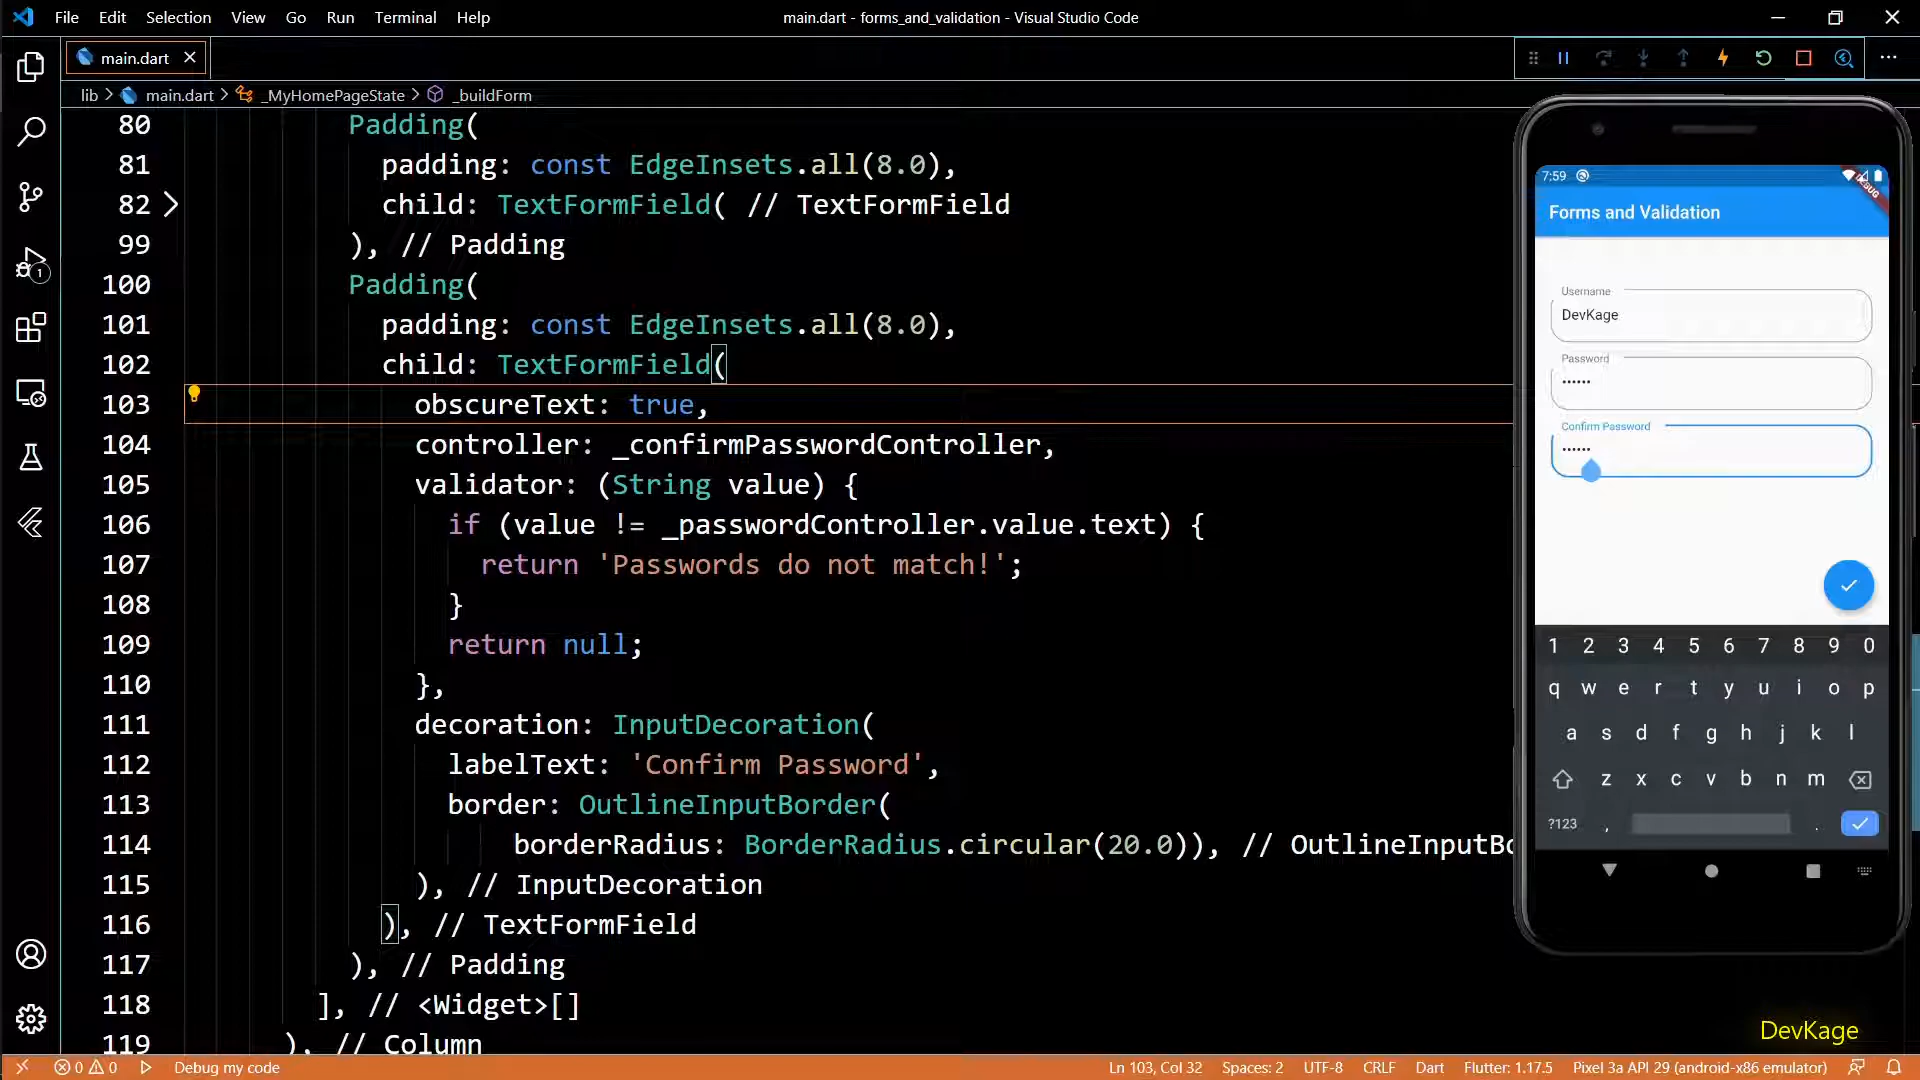 File Edit Selection View Go Run Terminal Help
main.dart - forms_and_validation - Visual Studio Code
main.dart
lib > main.dart > _MyHomePageState > _buildForm
80 Padding(
81 padding: const EdgeInsets.all(8.0),
82 child: TextFormField( // TextFormField
99 ), // Padding
100 Padding(
101 padding: const EdgeInsets.all(8.0),
102 child: TextFormField(
103 obscureText: true,
104 controller: _confirmPasswordController,
105 validator: (String value) {
106 if (value != _passwordController.value.text) {
107 return 'Passwords do not match!';
108 }
109 return null;
110 },
111 decoration: InputDecoration(
112 labelText: 'Confirm Password',
113 border: OutlineInputBorder(
114 borderRadius: BorderRadius.circular(20.0)), // OutlineInputBo
115 ), // InputDecoration
116 ), // TextFormField
117 ), // Padding
118 ], // <Widget>[]
119 ), // Column
1
7:59
DEBUG
Forms and Validation
Username
DevKage
Password
••••••
Confirm Password
••••••
1 2 3 4 5 6 7 8 9 0
q w e r t y u i o p
a s d f g h j k l
z x c v b n m
?123 , .
DevKage
0 0 Debug my code
Ln 103, Col 32 Spaces: 2 UTF-8 CRLF Dart Flutter: 1.17.5 Pixel 3a API 29 (android-x86 emulator)